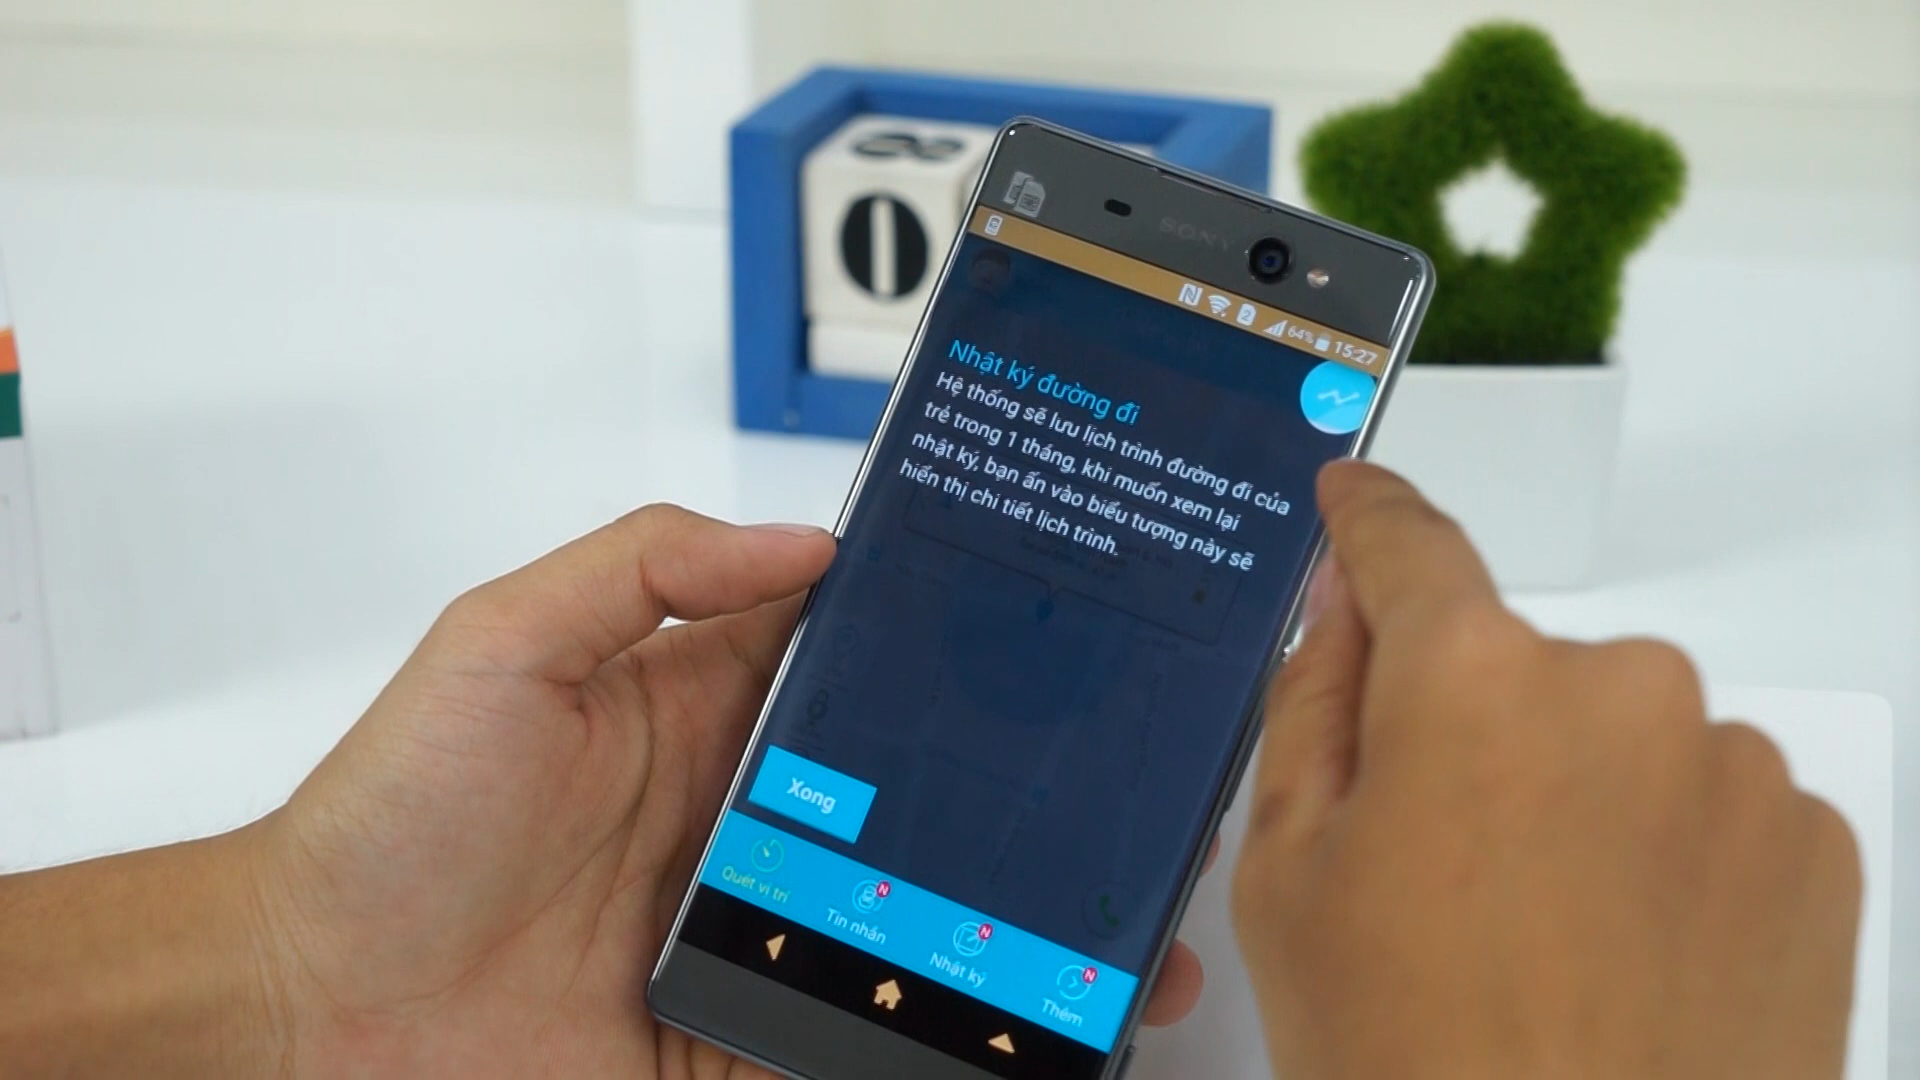 0
SONY
2
64%
15:27
Nhật ký đường đi
Hệ thống sẽ lưu lịch trình đường đi của
trẻ trong 1 tháng, khi muốn xem lại
nhật ký, bạn ấn vào biểu tượng này sẽ
hiển thị chi tiết lịch trình.
Xong
Quét vị trí
N
Tin nhắn
N
Nhật ký
N
Thêm